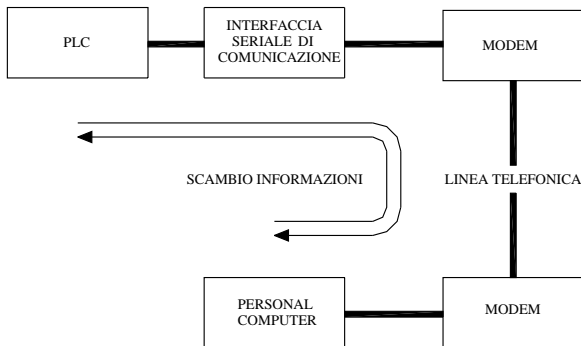 PLC
INTERFACCIA
SERIALE DI
COMUNICAZIONE
MODEM
SCAMBIO INFORMAZIONI
LINEA TELEFONICA
PERSONAL
COMPUTER
MODEM